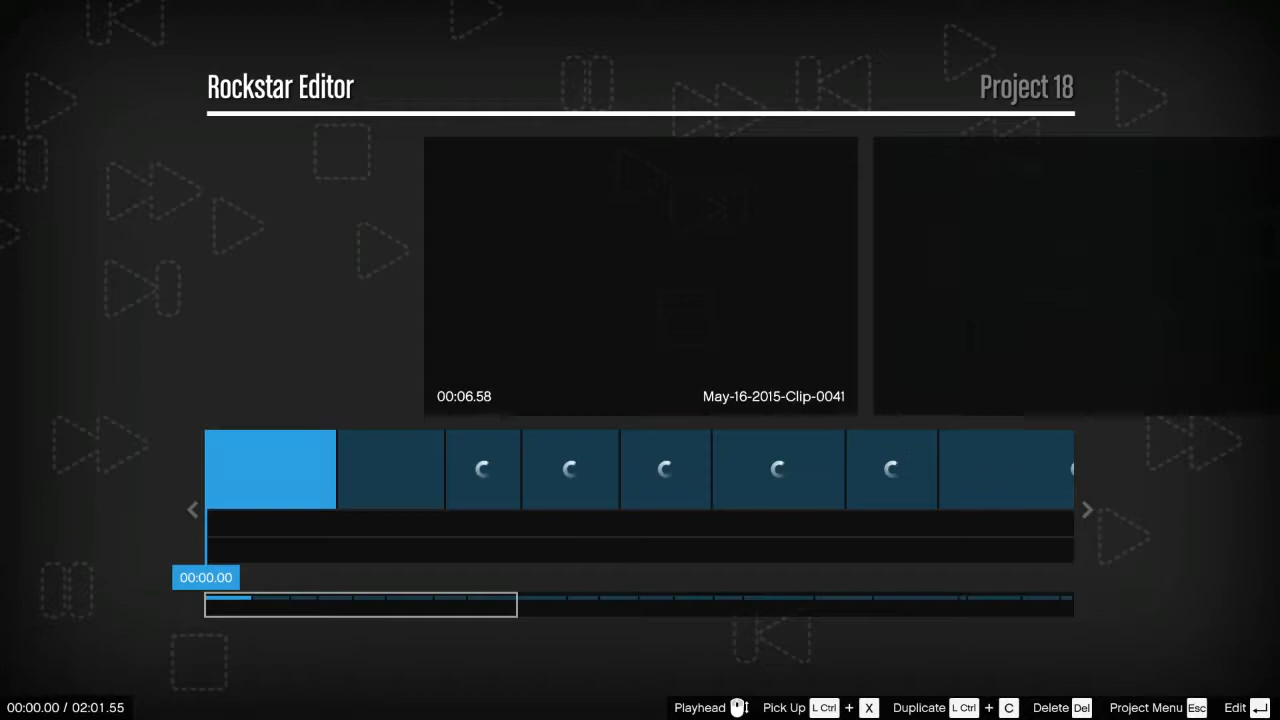 Rockstar Editor
Project 18
00:06.58
May-16-2015-Clip-0041
00:00.00
00:00.00 / 02:01.55
Playhead Pick Up L Ctrl + X Duplicate L Ctrl + C Delete Del Project Menu Esc Edit